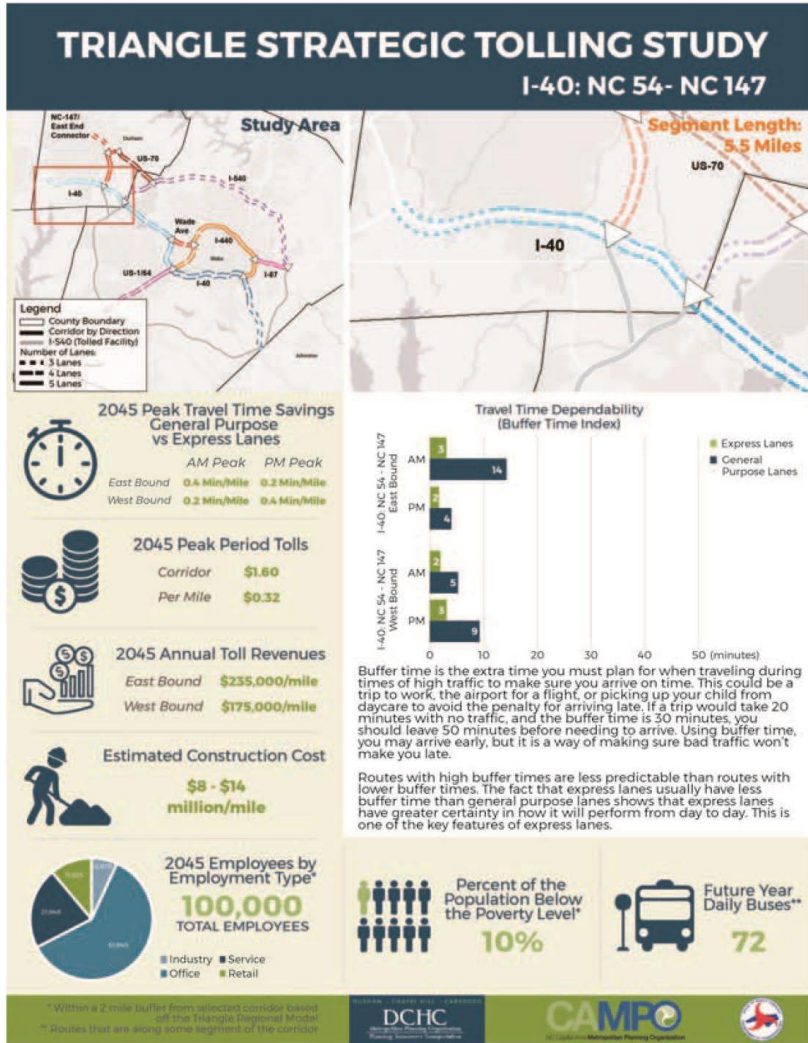 TRIANGLE STRATEGIC TOLLING STUDY
I-40: NC 54- NC 147
Study Area
NC-147/
East End
Connector
Durham
US-70
I-540
I-40
Wade
Ave
I-440
Wake
US-1/64
I-40
I-87
Johnston
Legend
County Boundary
Corridor by Direction
I-540 (Tolled Facility)
Number of Lanes:
3 Lanes
4 Lanes
5 Lanes
Segment Length:
5.5 Miles
US-70
I-40
2045 Peak Travel Time Savings
General Purpose
vs Express Lanes
AM Peak PM Peak
East Bound 0.4 Min/Mile 0.2 Min/Mile
West Bound 0.2 Min/Mile 0.4 Min/Mile
2045 Peak Period Tolls
Corridor $1.60
Per Mile $0.32
2045 Annual Toll Revenues
East Bound $235,000/mile
West Bound $175,000/mile
Estimated Construction Cost
$8 - $14
million/mile
2045 Employees by
Employment Type*
100,000
TOTAL EMPLOYEES
Industry Service
Office Retail
Travel Time Dependability
(Buffer Time Index)
Express Lanes
General
Purpose Lanes
I-40: NC 54 - NC 147
East Bound
AM
3
14
PM
2
4
I-40: NC 54 - NC 147
West Bound
AM
2
5
PM
3
9
0 10 20 30 40 50 (minutes)
Buffer time is the extra time you must plan for when traveling during
times of high traffic to make sure you arrive on time. This could be a
trip to work, the airport for a flight, or picking up your child from
daycare to avoid the penalty for arriving late. If a trip would take 20
minutes with no traffic, and the buffer time is 30 minutes, you
should leave 50 minutes before needing to arrive. Using buffer time,
you may arrive early, but it is a way of making sure bad traffic won't
make you late.
Routes with high buffer times are less predictable than routes with
lower buffer times. The fact that express lanes usually have less
buffer time than general purpose lanes shows that express lanes
have greater certainty in how it will perform from day to day. This is
one of the key features of express lanes.
Percent of the
Population Below
the Poverty Level*
10%
Future Year
Daily Buses**
72
* Within a 2 mile buffer from selected corridor based
off the Triangle Regional Model
** Routes that are along some segment of the corridor
DURHAM - CHAPEL HILL - CARRBORO
DCHC
Metropolitan Planning Organization
Planning Tomorrow's Transportation
CAMPO
NC Capital Area Metropolitan Planning Organization